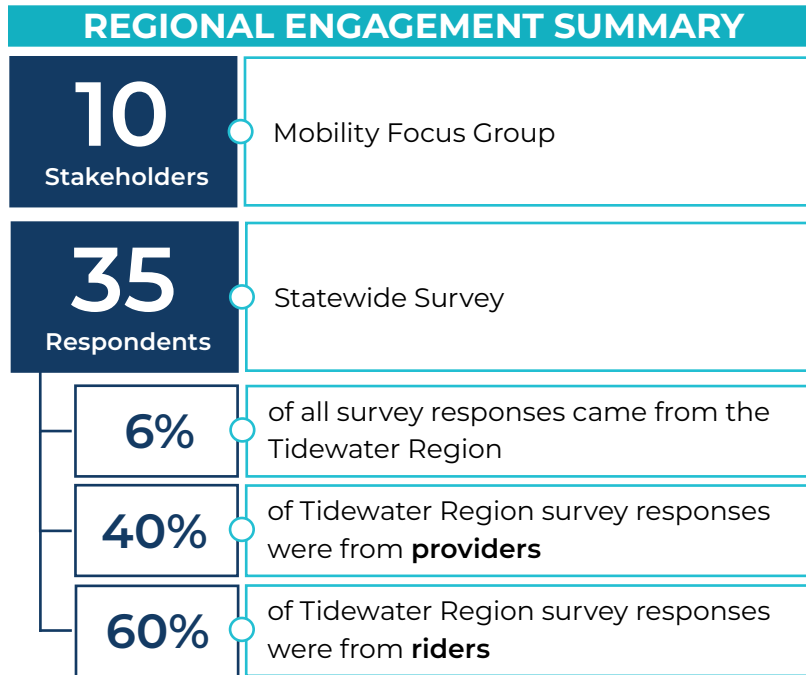 REGIONAL ENGAGEMENT SUMMARY
10
Stakeholders
Mobility Focus Group
35
Respondents
Statewide Survey
6%
of all survey responses came from the
Tidewater Region
40%
of Tidewater Region survey responses
were from providers
60%
of Tidewater Region survey responses
were from riders